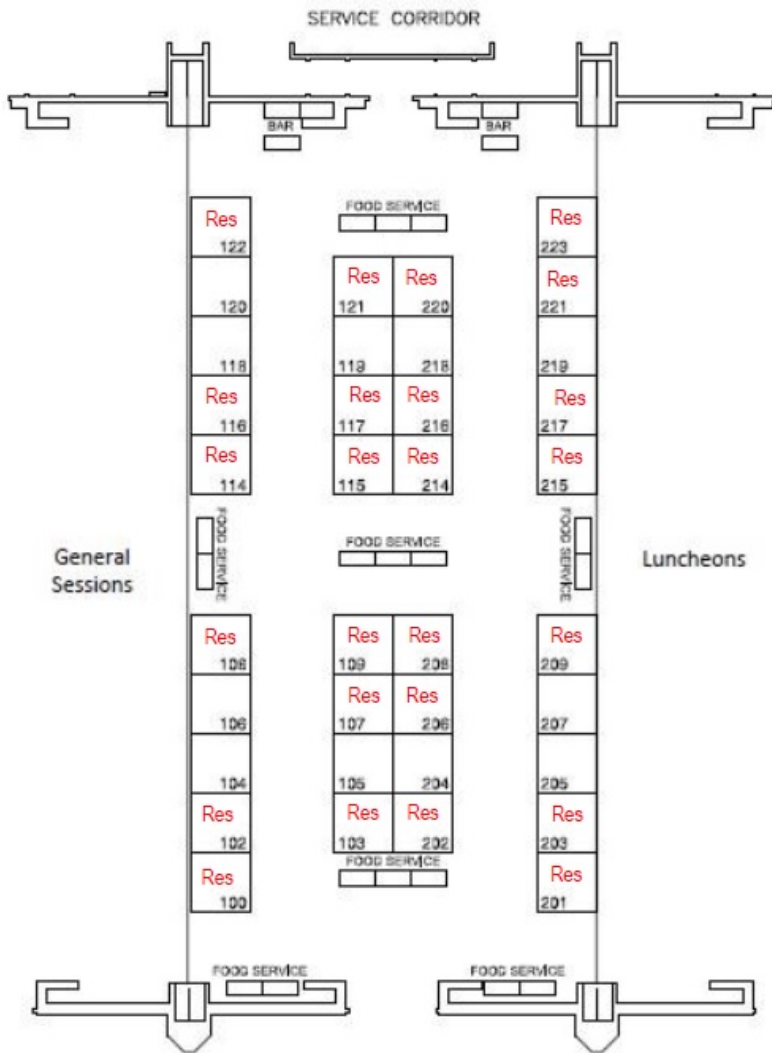 SERVICE CORRIDOR
BAR
BAR
FOOD SERVICE
Res
122
Res
223
Res
121
Res
220
120
Res
221
118
119
218
219
Res
116
Res
117
Res
216
Res
217
Res
114
Res
115
Res
214
Res
215
General
Sessions
FOOD SERVICE
FOOD SERVICE
FOOD SERVICE
Luncheons
Res
108
Res
109
Res
208
Res
209
106
Res
107
Res
206
207
104
105
204
205
Res
102
Res
103
Res
202
Res
203
FOOD SERVICE
Res
100
Res
201
FOOD SERVICE
FOOD SERVICE